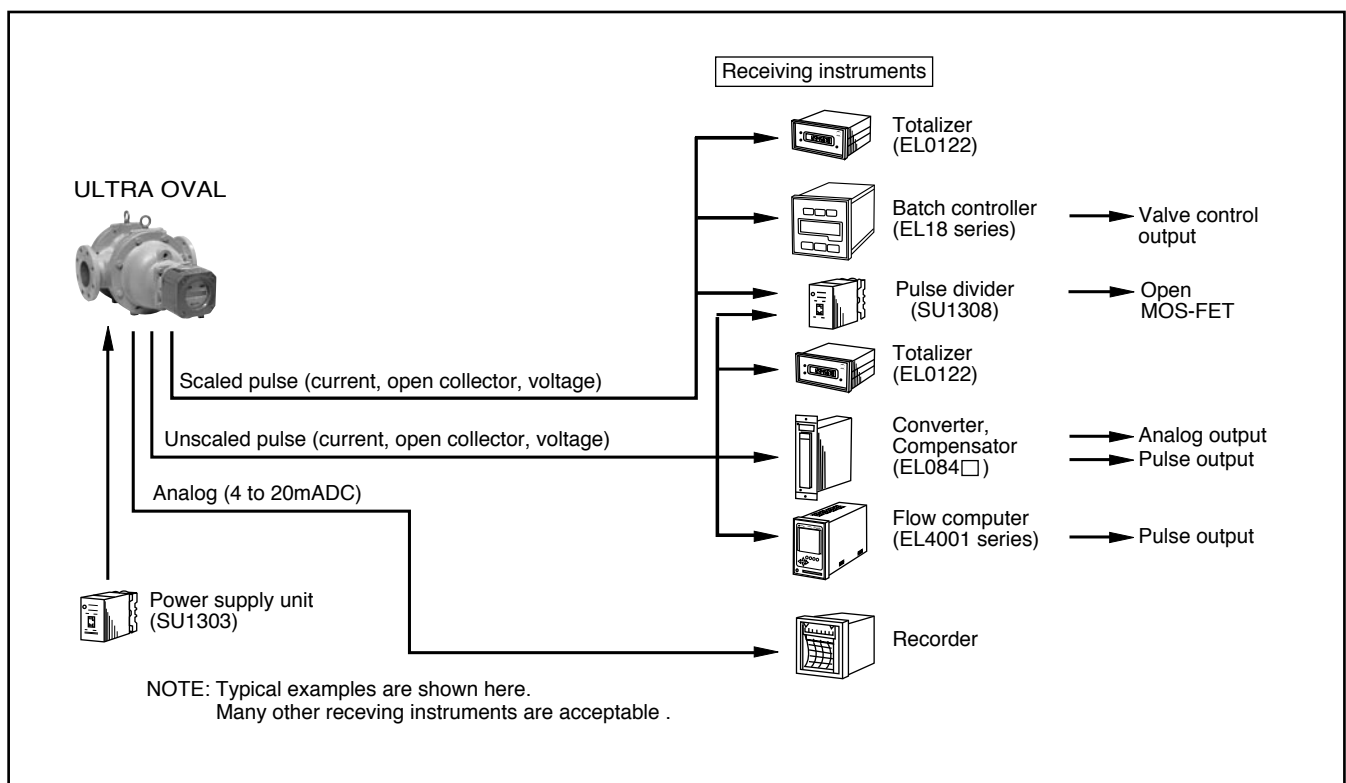 Receiving instruments
Totalizer
(EL0122)
ULTRA OVAL
Batch controller
(EL18 series)
Valve control
output
Pulse divider
(SU1308)
Open
MOS-FET
Totalizer
(EL0122)
Scaled pulse (current, open collector, voltage)
Unscaled pulse (current, open collector, voltage)
Converter,
Compensator
(EL084□ )
Analog output
Pulse output
Analog (4 to 20mADC)
Flow computer
(EL4001 series)
Pulse output
Power supply unit
(SU1303)
Recorder
NOTE: Typical examples are shown here.
Many other receving instruments are acceptable .